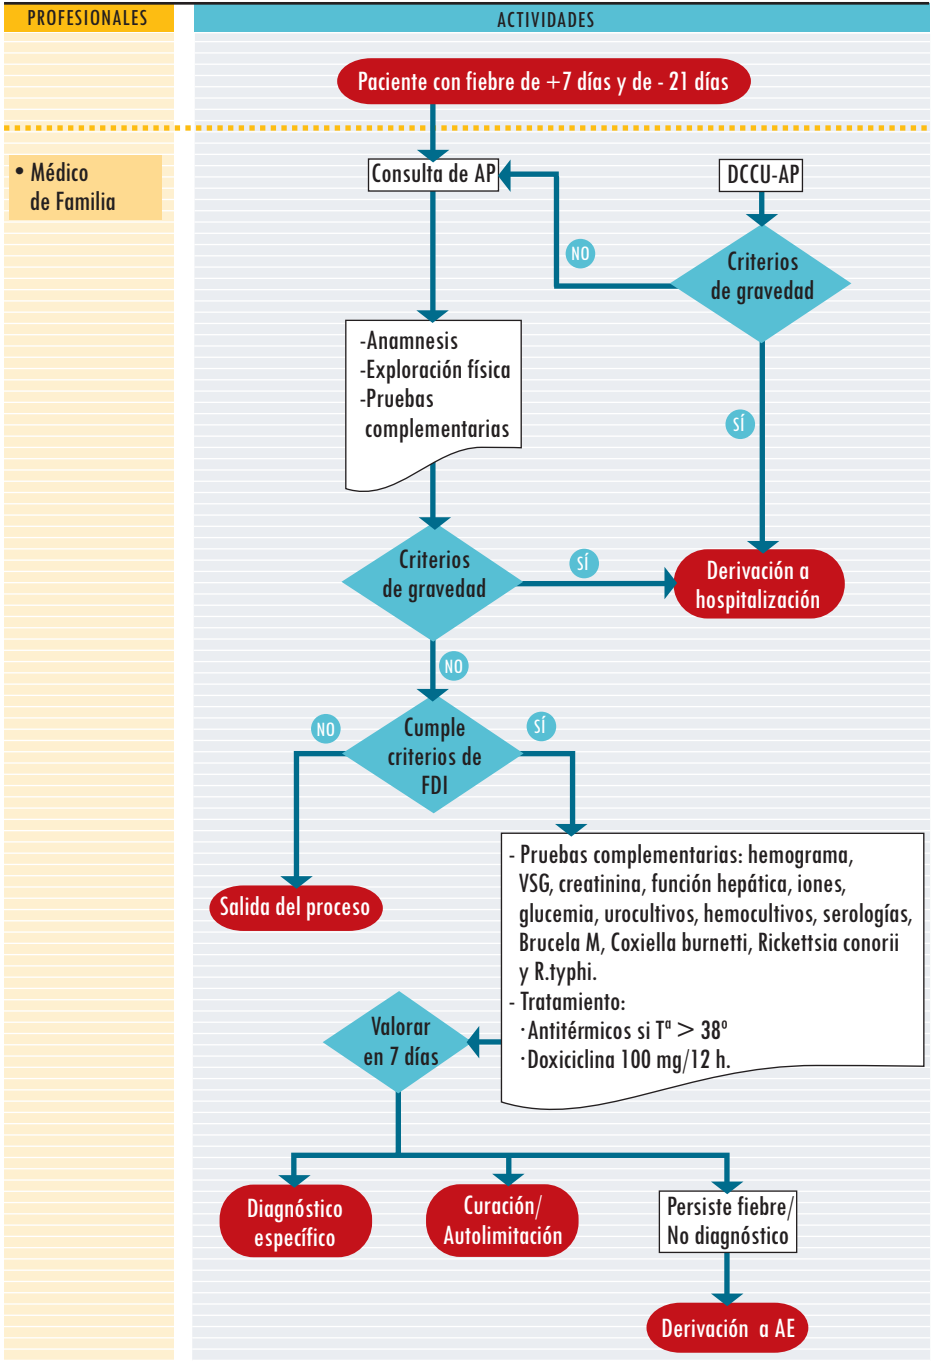 PROFESIONALES
ACTIVIDADES
Paciente con fiebre de +7 días y de - 21 días
• Médico
de Familia
Consulta de AP
DCCU-AP
NO
Criterios
de gravedad
-Anamnesis
-Exploración física
-Pruebas
complementarias
SÍ
Criterios
de gravedad
SÍ
Derivación a
hospitalización
NO
NO
Cumple
criterios de
FDI
SÍ
- Pruebas complementarias: hemograma,
VSG, creatinina, función hepática, iones,
glucemia, urocultivos, hemocultivos, serologías,
Brucela M, Coxiella burnetti, Rickettsia conorii
y R.typhi.
- Tratamiento:
·Antitérmicos si Tª > 38º
·Doxiciclina 100 mg/12 h.
Salida del proceso
Valorar
en 7 días
Diagnóstico
específico
Curación/
Autolimitación
Persiste fiebre/
No diagnóstico
Derivación a AE